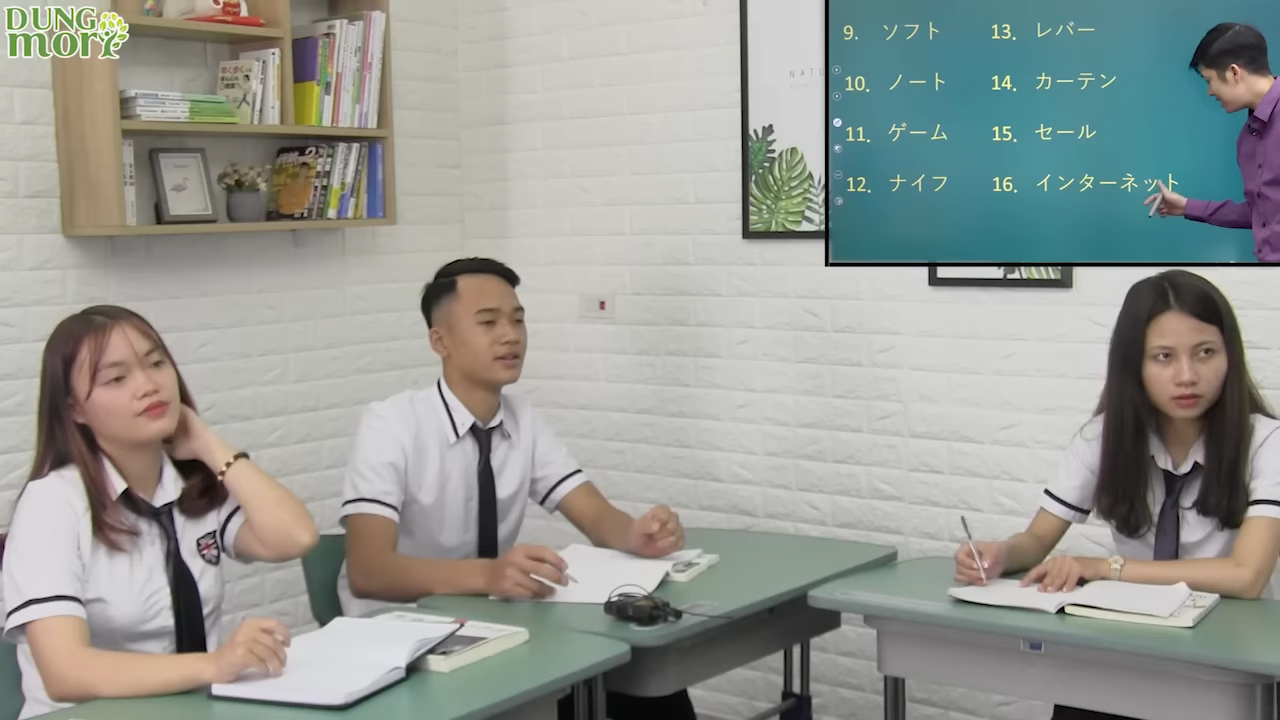 DUNG
mori
9. ソフト
10. ノート
11. ゲーム
12. ナイフ
13. レバー
14. カーテン
15. セール
16. インターネット
NATU